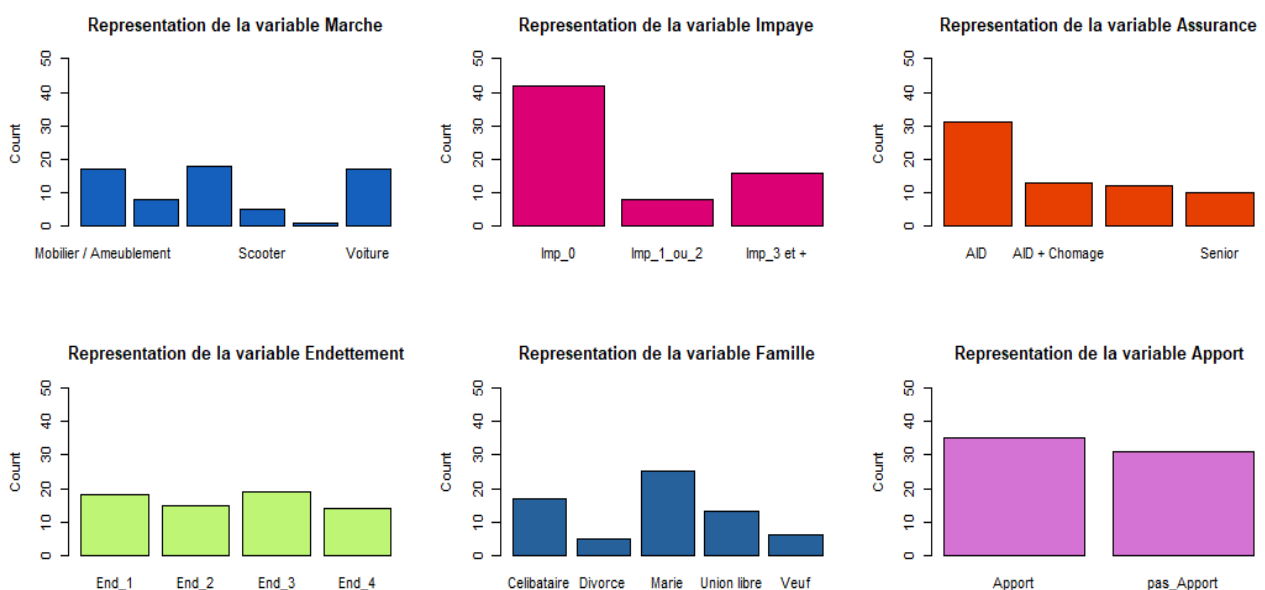 Representation de la variable Marche
Count
50
40
30
20
10
0
Mobilier / Ameublement Scooter Voiture
Representation de la variable Impaye
Count
50
40
30
20
10
0
Imp_0 Imp_1_ou_2 Imp_3 et +
Representation de la variable Assurance
Count
50
40
30
20
10
0
AID AID + Chomage Senior
Representation de la variable Endettement
Count
50
40
30
20
10
0
End_1 End_2 End_3 End_4
Representation de la variable Famille
Count
50
40
30
20
10
0
Celibataire Divorce Marie Union libre Veuf
Representation de la variable Apport
Count
50
40
30
20
10
0
Apport pas_Apport